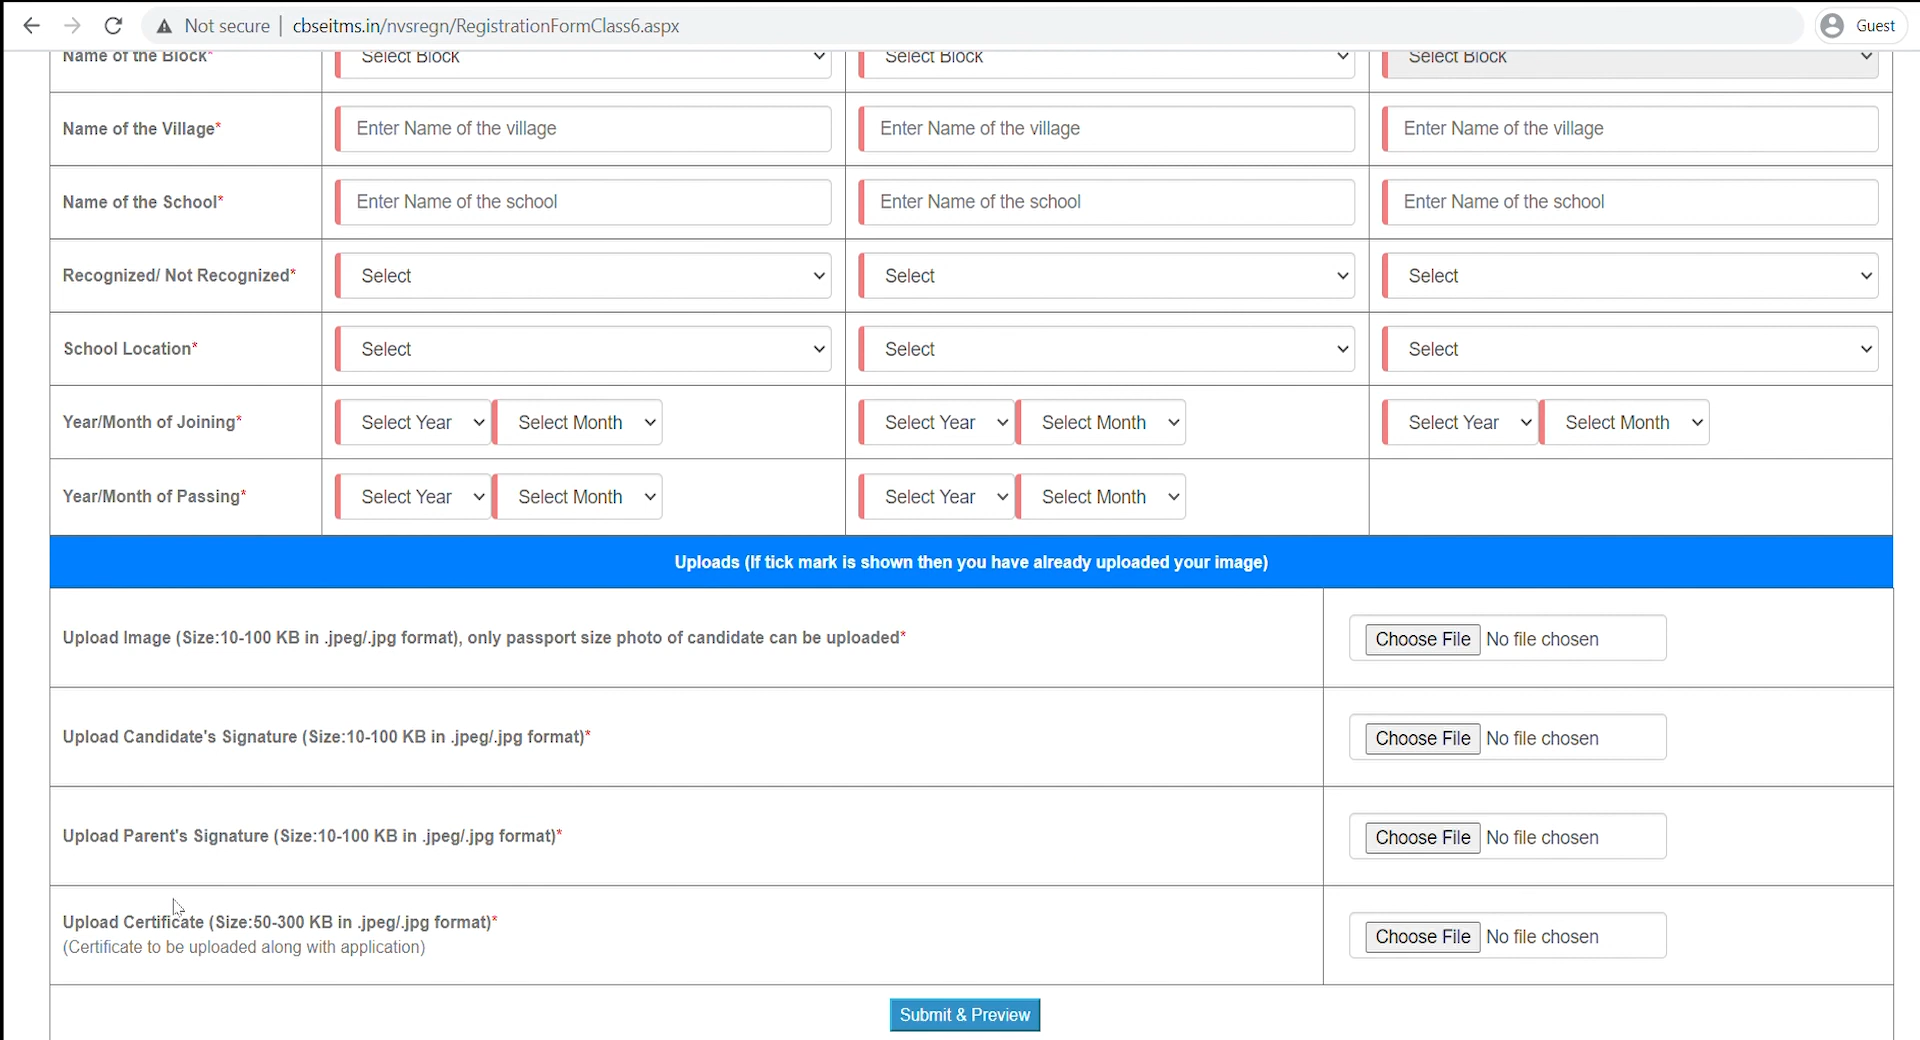 Not secure | cbseitms.in/nvsregn/RegistrationFormClass6.aspx Guest
Name of the Block* Select Block Select Block Select Block
Name of the Village* Enter Name of the village Enter Name of the village Enter Name of the village
Name of the School* Enter Name of the school Enter Name of the school Enter Name of the school
Recognized/ Not Recognized* Select Select Select
School Location* Select Select Select
Year/Month of Joining* Select Year Select Month Select Year Select Month Select Year Select Month
Year/Month of Passing* Select Year Select Month Select Year Select Month
Uploads (If tick mark is shown then you have already uploaded your image)
Upload Image (Size:10-100 KB in .jpeg/.jpg format), only passport size photo of candidate can be uploaded* Choose File No file chosen
Upload Candidate's Signature (Size:10-100 KB in .jpeg/.jpg format)* Choose File No file chosen
Upload Parent's Signature (Size:10-100 KB in .jpeg/.jpg format)* Choose File No file chosen
Upload Certificate (Size:50-300 KB in .jpeg/.jpg format)* Choose File No file chosen
(Certificate to be uploaded along with application)
Submit & Preview